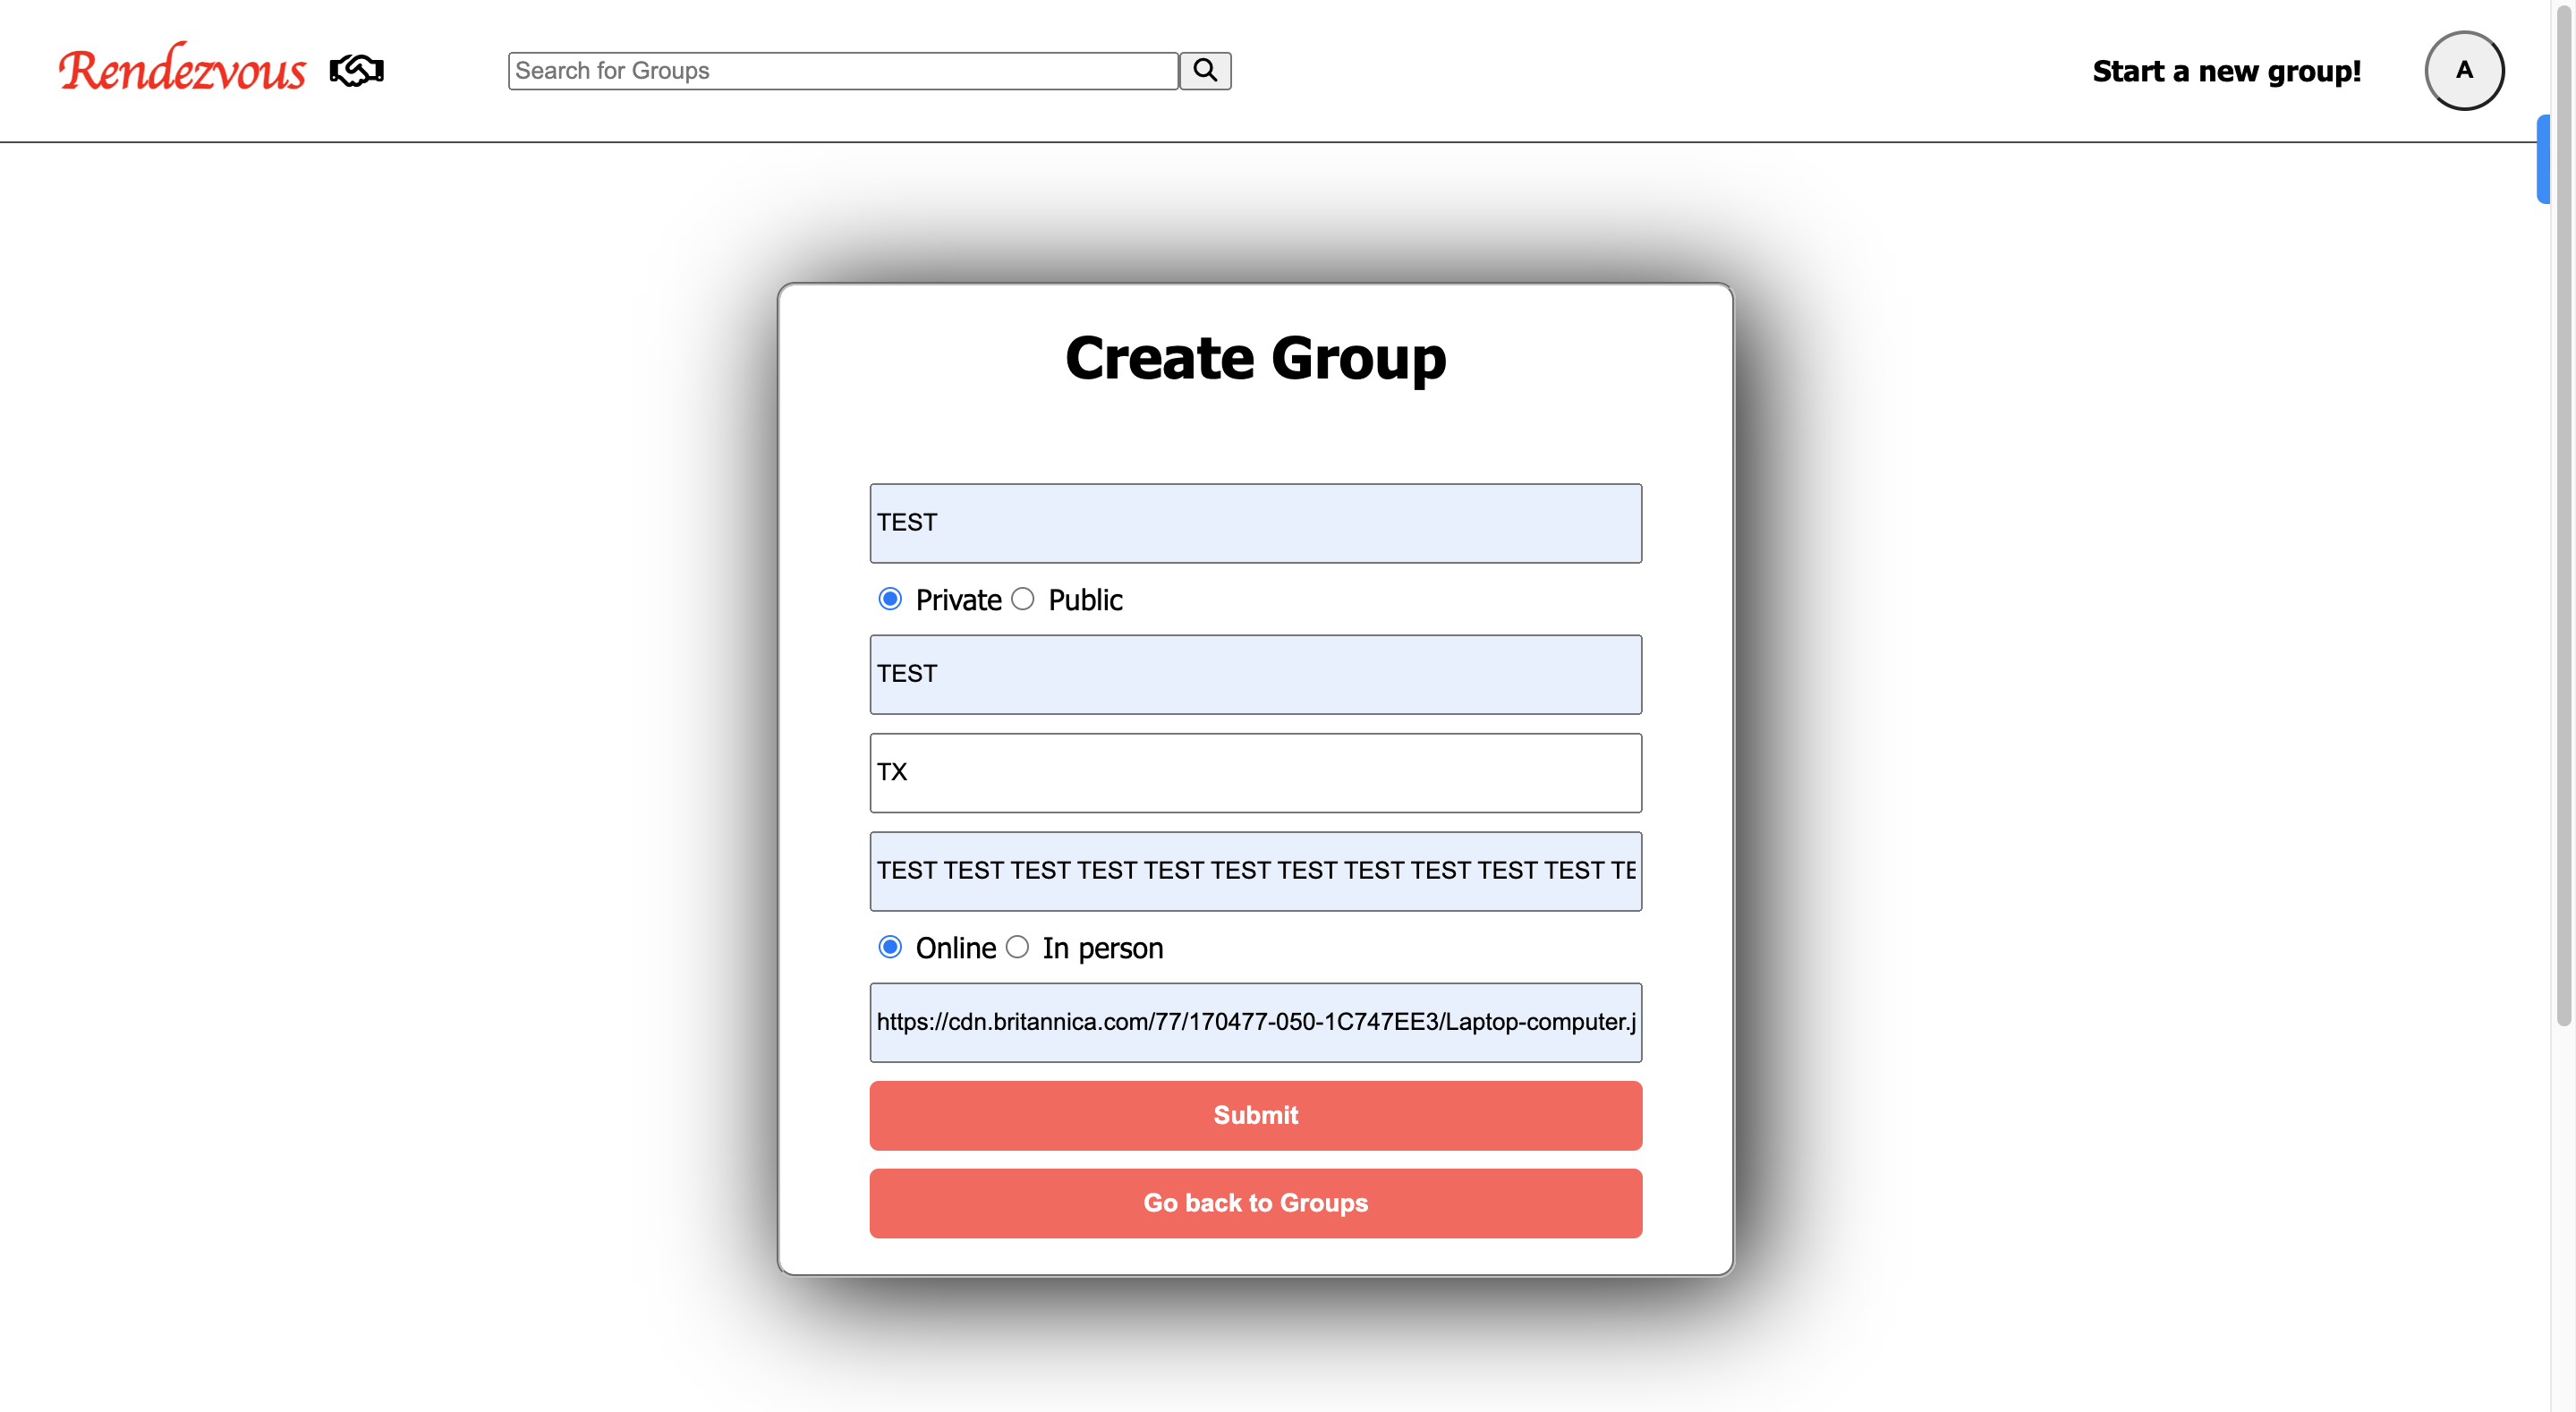 Rendezvous
Search for Groups
Start a new group!
A
Create Group
TEST
Private Public
TEST
TX
TEST TEST TEST TEST TEST TEST TEST TEST TEST TEST TEST TE
Online In person
https://cdn.britannica.com/77/170477-050-1C747EE3/Laptop-computer.j
Submit
Go back to Groups